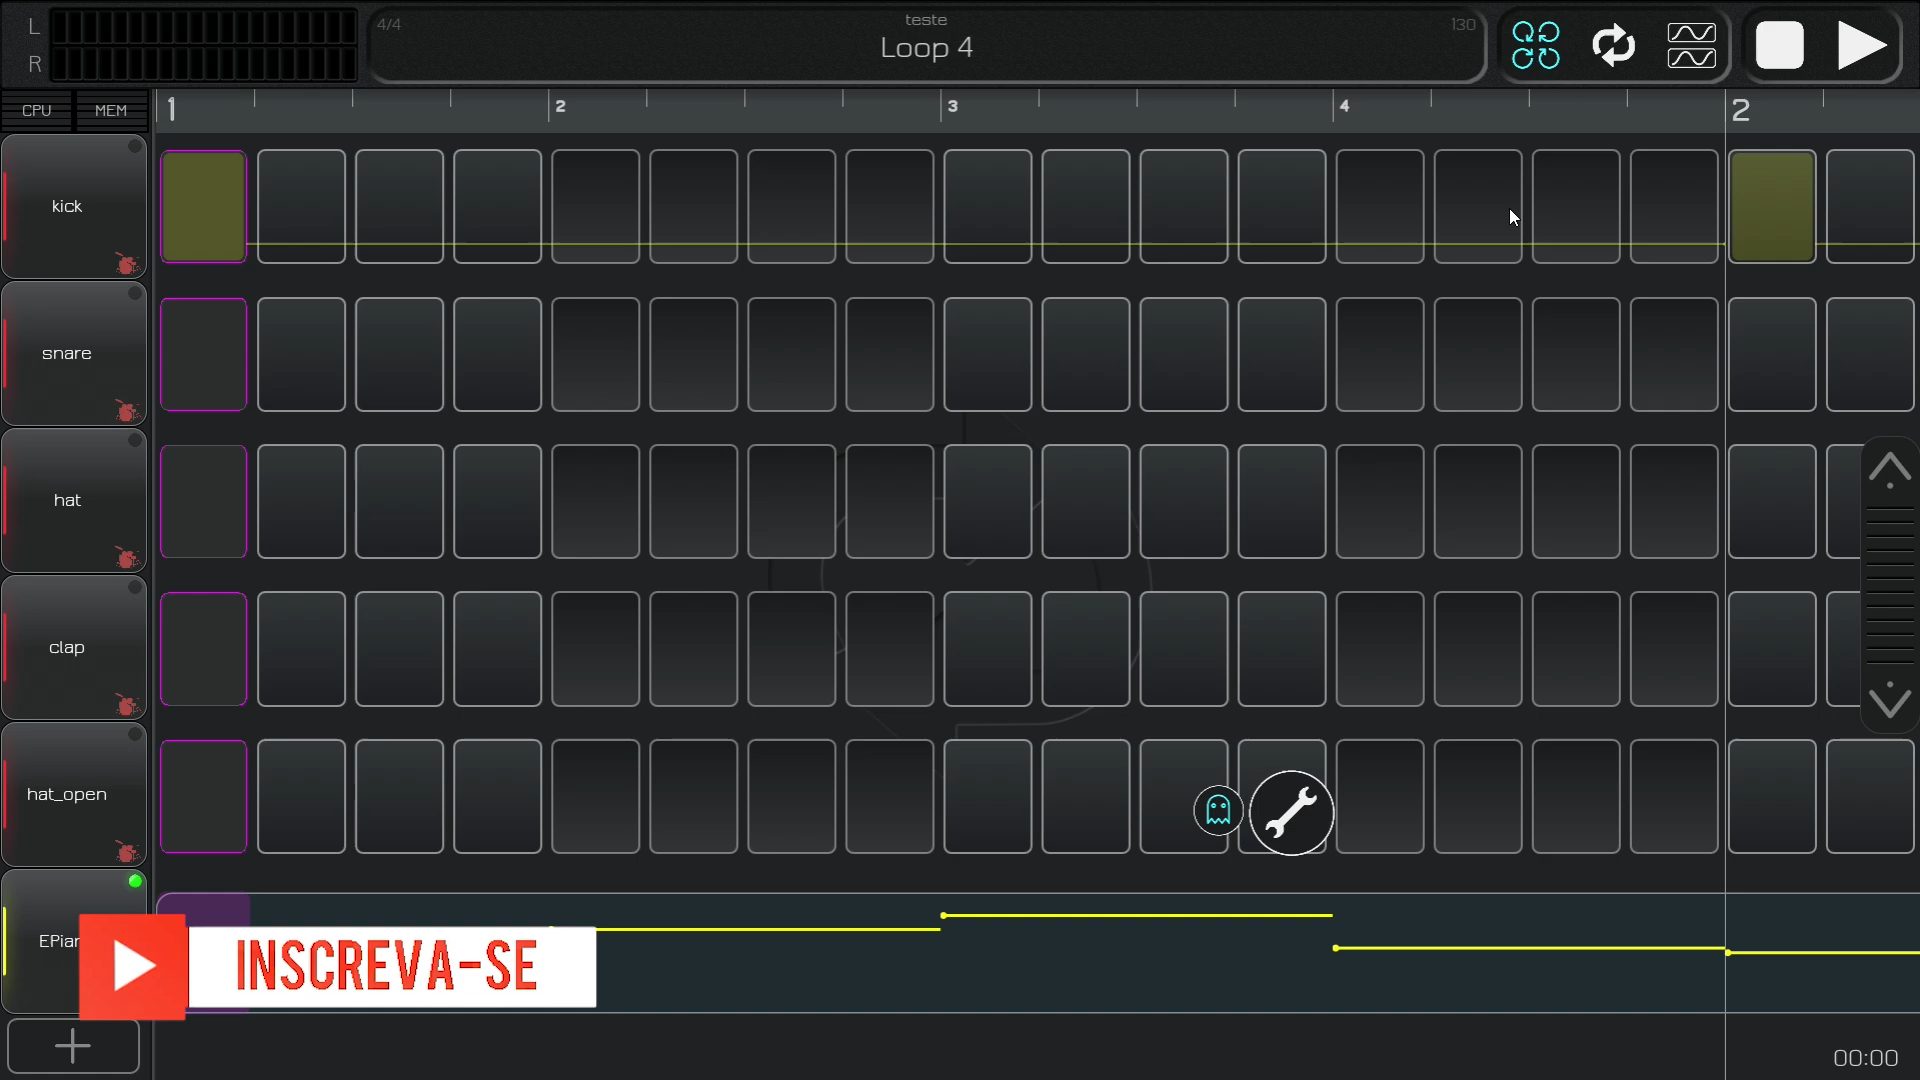 L
R
4/4
teste
Loop 4
130
CPU
MEM
1
2
3
4
2
kick
snare
hat
clap
hat_open
EPian
INSCREVA-SE
00:00